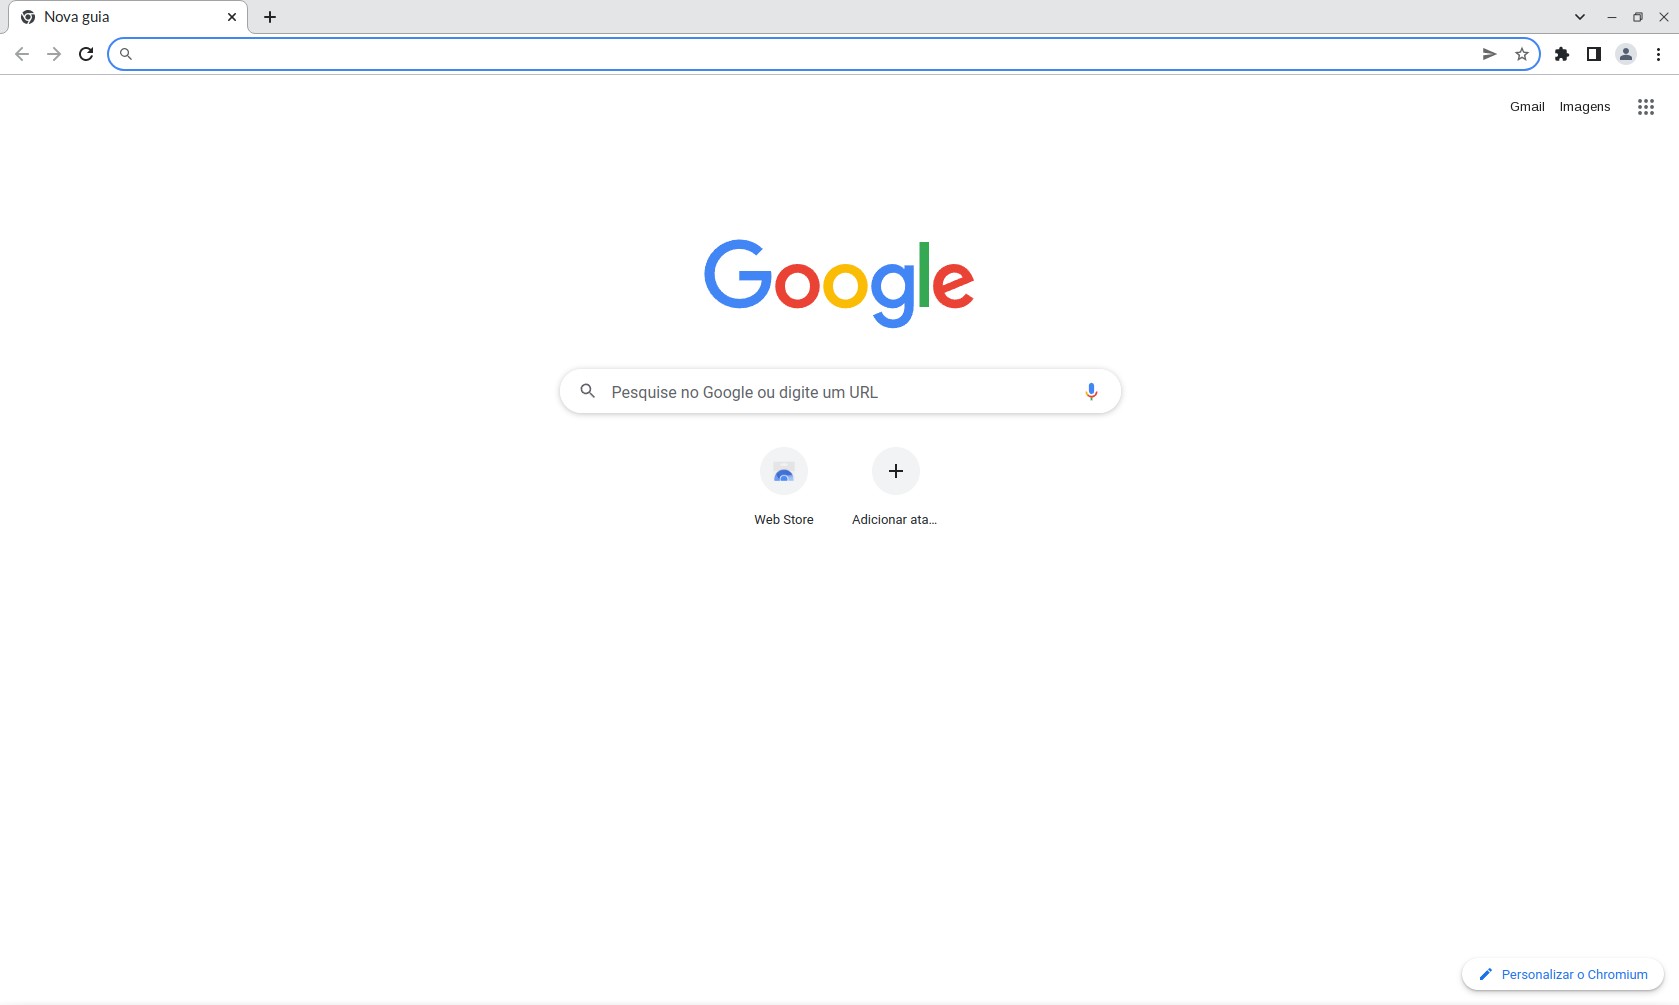 Nova guia
Gmail Imagens
Google
Pesquise no Google ou digite um URL
Web Store Adicionar ata...
Personalizar o Chromium